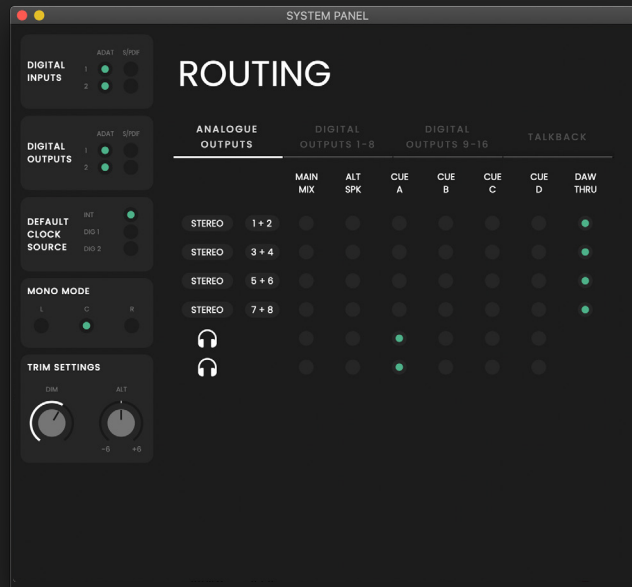 SYSTEM PANEL
ADAT S/PDIF
DIGITAL
INPUTS
1
2
ADAT S/PDIF
DIGITAL
OUTPUTS
1
2
DEFAULT
CLOCK
SOURCE
INT
DIG 1
DIG 2
MONO MODE
L C R
TRIM SETTINGS
DIM ALT
-6 +6
ROUTING
ANALOGUE
OUTPUTS
DIGITAL
OUTPUTS 1-8
DIGITAL
OUTPUTS 9-16
TALKBACK
MAIN
MIX
ALT
SPK
CUE
A
CUE
B
CUE
C
CUE
D
DAW
THRU
STEREO 1 + 2
STEREO 3 + 4
STEREO 5 + 6
STEREO 7 + 8